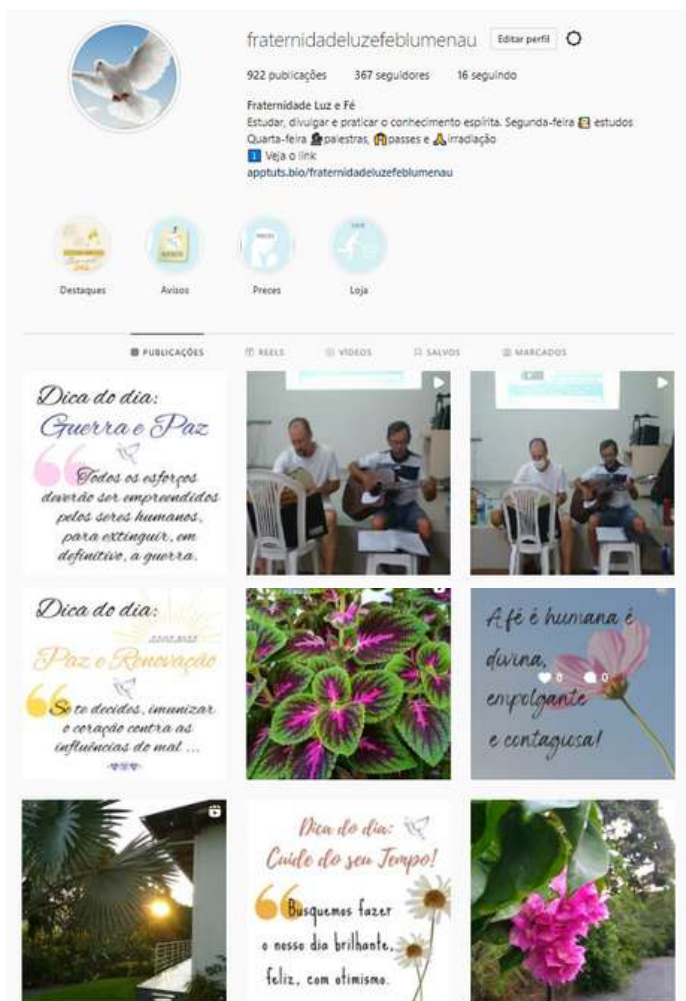 fraternidadeluzefeblumenau Editar perfil
922 publicações 367 seguidores 16 seguindo
Fraternidade Luz e Fé
Estudar, divulgar e praticar o conhecimento espírita. Segunda-feira estudos
Quarta-feira palestras, passes e irradiação
Veja o link
apptuts.bio/fraternidadeluzefeblumenau
Destaques Avisos Preces Loja
PUBLICAÇÕES REELS VÍDEOS SALVOS MARCADOS
Dica do dia:
Guerra e Paz
Todos os esforços
deverão ser empreendidos
pelos seres humanos,
para extinguir, em
definitivo, a guerra.
Dica do dia:
Paz e Renovação
Se te decides, imunizar
o coração contra as
influências do mal ...
A fé é humana é
divina,
0 0
empolgante
e contagiosa!
Dica do dia:
Cuide do seu Tempo!
Busquemos fazer
o nosso dia brilhante,
feliz, com otimismo.